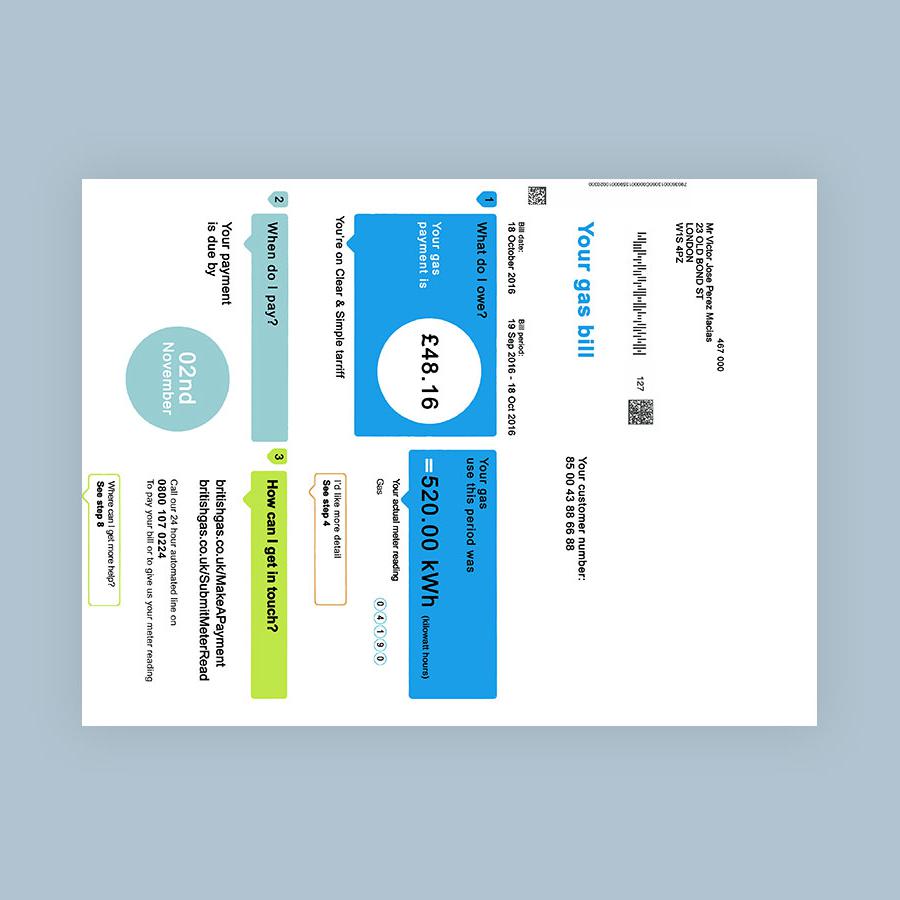 467 000
Mr Victor Jose Perez Macias
23 OLD BOND ST
LONDON
W1S 4PZ
127
Your gas bill
Your customer number:
85 00 43 86 66 88
Bill date:
18 October 2016
Bill period:
19 Sep 2016 - 18 Oct 2016
1
What do I owe?
Your gas
payment is
£48.16
You're on Clear & Simple tarriff
Your gas
use this period was
=520.00 kWh (kilowatt hours)
Your actual meter reading
Gas
0 4 1 9 0
I'd like more detail
See step 4
2
When do I pay?
Your payment
is due by
02nd
November
3
How can I get in touch?
britishgas.co.uk/MakeAPayment
britishgas.co.uk/SubmitMeterRead
Call our 24 hour automated line on
0800 107 0224
To pay your bill or to give us your meter reading
Where can I get more help?
See step 8